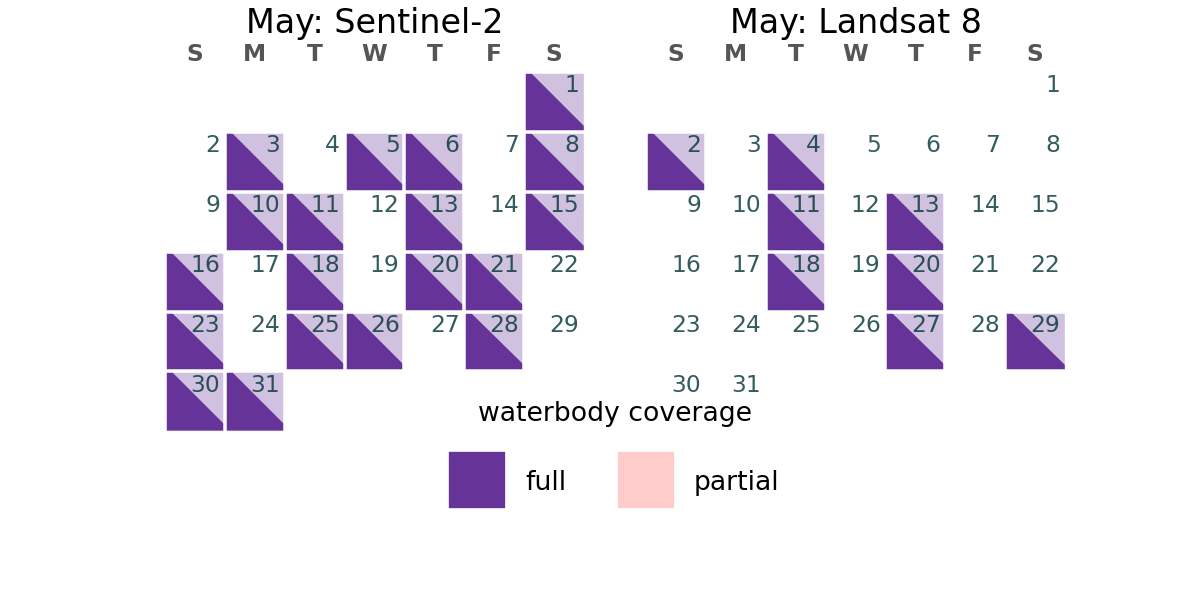 May: Sentinel-2
S M T W T F S
1
2 3 4 5 6 7 8
9 10 11 12 13 14 15
16 17 18 19 20 21 22
23 24 25 26 27 28 29
30 31
May: Landsat 8
S M T W T F S
1
2 3 4 5 6 7 8
9 10 11 12 13 14 15
16 17 18 19 20 21 22
23 24 25 26 27 28 29
30 31
waterbody coverage
full partial